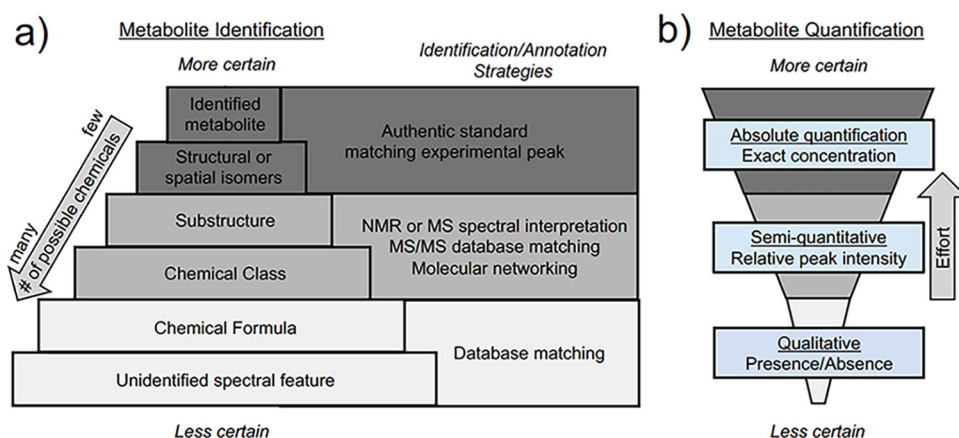 a)
Metabolite Identification
More certain
Identification/Annotation
Strategies
few
many
# of possible chemicals
Identified
metabolite
Structural or
spatial isomers
Substructure
Chemical Class
Chemical Formula
Unidentified spectral feature
Authentic standard
matching experimental peak
NMR or MS spectral interpretation
MS/MS database matching
Molecular networking
Database matching
Less certain
b)
Metabolite Quantification
More certain
Absolute quantification
Exact concentration
Semi-quantitative
Relative peak intensity
Qualitative
Presence/Absence
Effort
Less certain